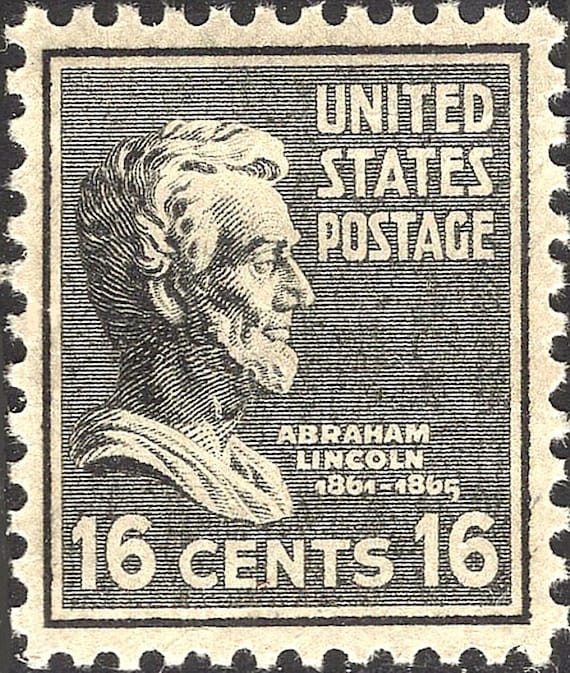 UNITED
STATES
POSTAGE
ABRAHAM
LINCOLN
1861-1865
16 CENTS 16